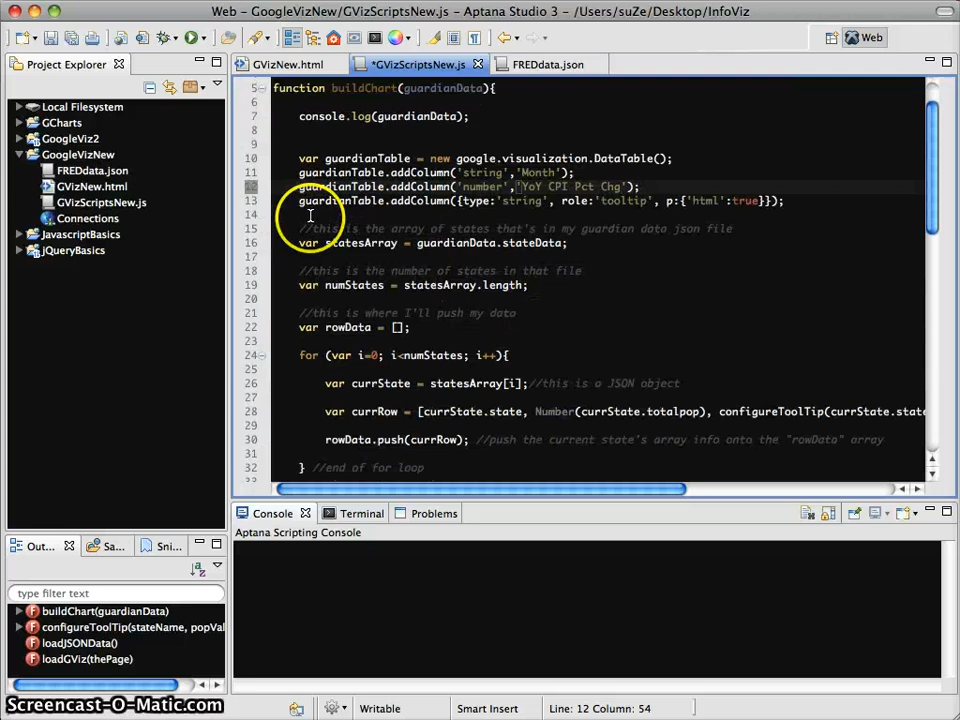 Web - GoogleVizNew/GVizScriptsNew.js - Aptana Studio 3 - /Users/suZe/Desktop/InfoViz
Web
Project Explorer
GVizNew.html
*GVizScriptsNew.js
FREDdata.json
Local Filesystem
GCharts
GoogleViz2
GoogleVizNew
FREDdata.json
GVizNew.html
GVizScriptsNew.js
Connections
JavascriptBasics
jQueryBasics
5 function buildChart(guardianData){
6
7 console.log(guardianData);
8
9
10 var guardianTable = new google.visualization.DataTable();
11 guardianTable.addColumn('string','Month');
12 guardianTable.addColumn('number','YoY CPI Pct Chg');
13 guardianTable.addColumn({type:'string', role:'tooltip', p:{'html':true}});
14
15 //this is the array of states that's in my guardian data json file
16 var statesArray = guardianData.stateData;
17
18 //this is the number of states in that file
19 var numStates = statesArray.length;
20
21 //this is where I'll push my data
22 var rowData = [];
23
24 for (var i=0; i<numStates; i++){
25
26 var currState = statesArray[i];//this is a JSON object
27
28 var currRow = [currState.state, Number(currState.totalpop), configureToolTip(currState.state
29
30 rowData.push(currRow); //push the current state's array info onto the "rowData" array
31
32 } //end of for loop
Out...
Sa...
Sni...
type filter text
buildChart(guardianData)
configureToolTip(stateName, popVal
loadJSONData()
loadGViz(thePage)
Console
Terminal
Problems
Aptana Scripting Console
Screencast-O-Matic.com
Writable
Smart Insert
Line: 12 Column: 54